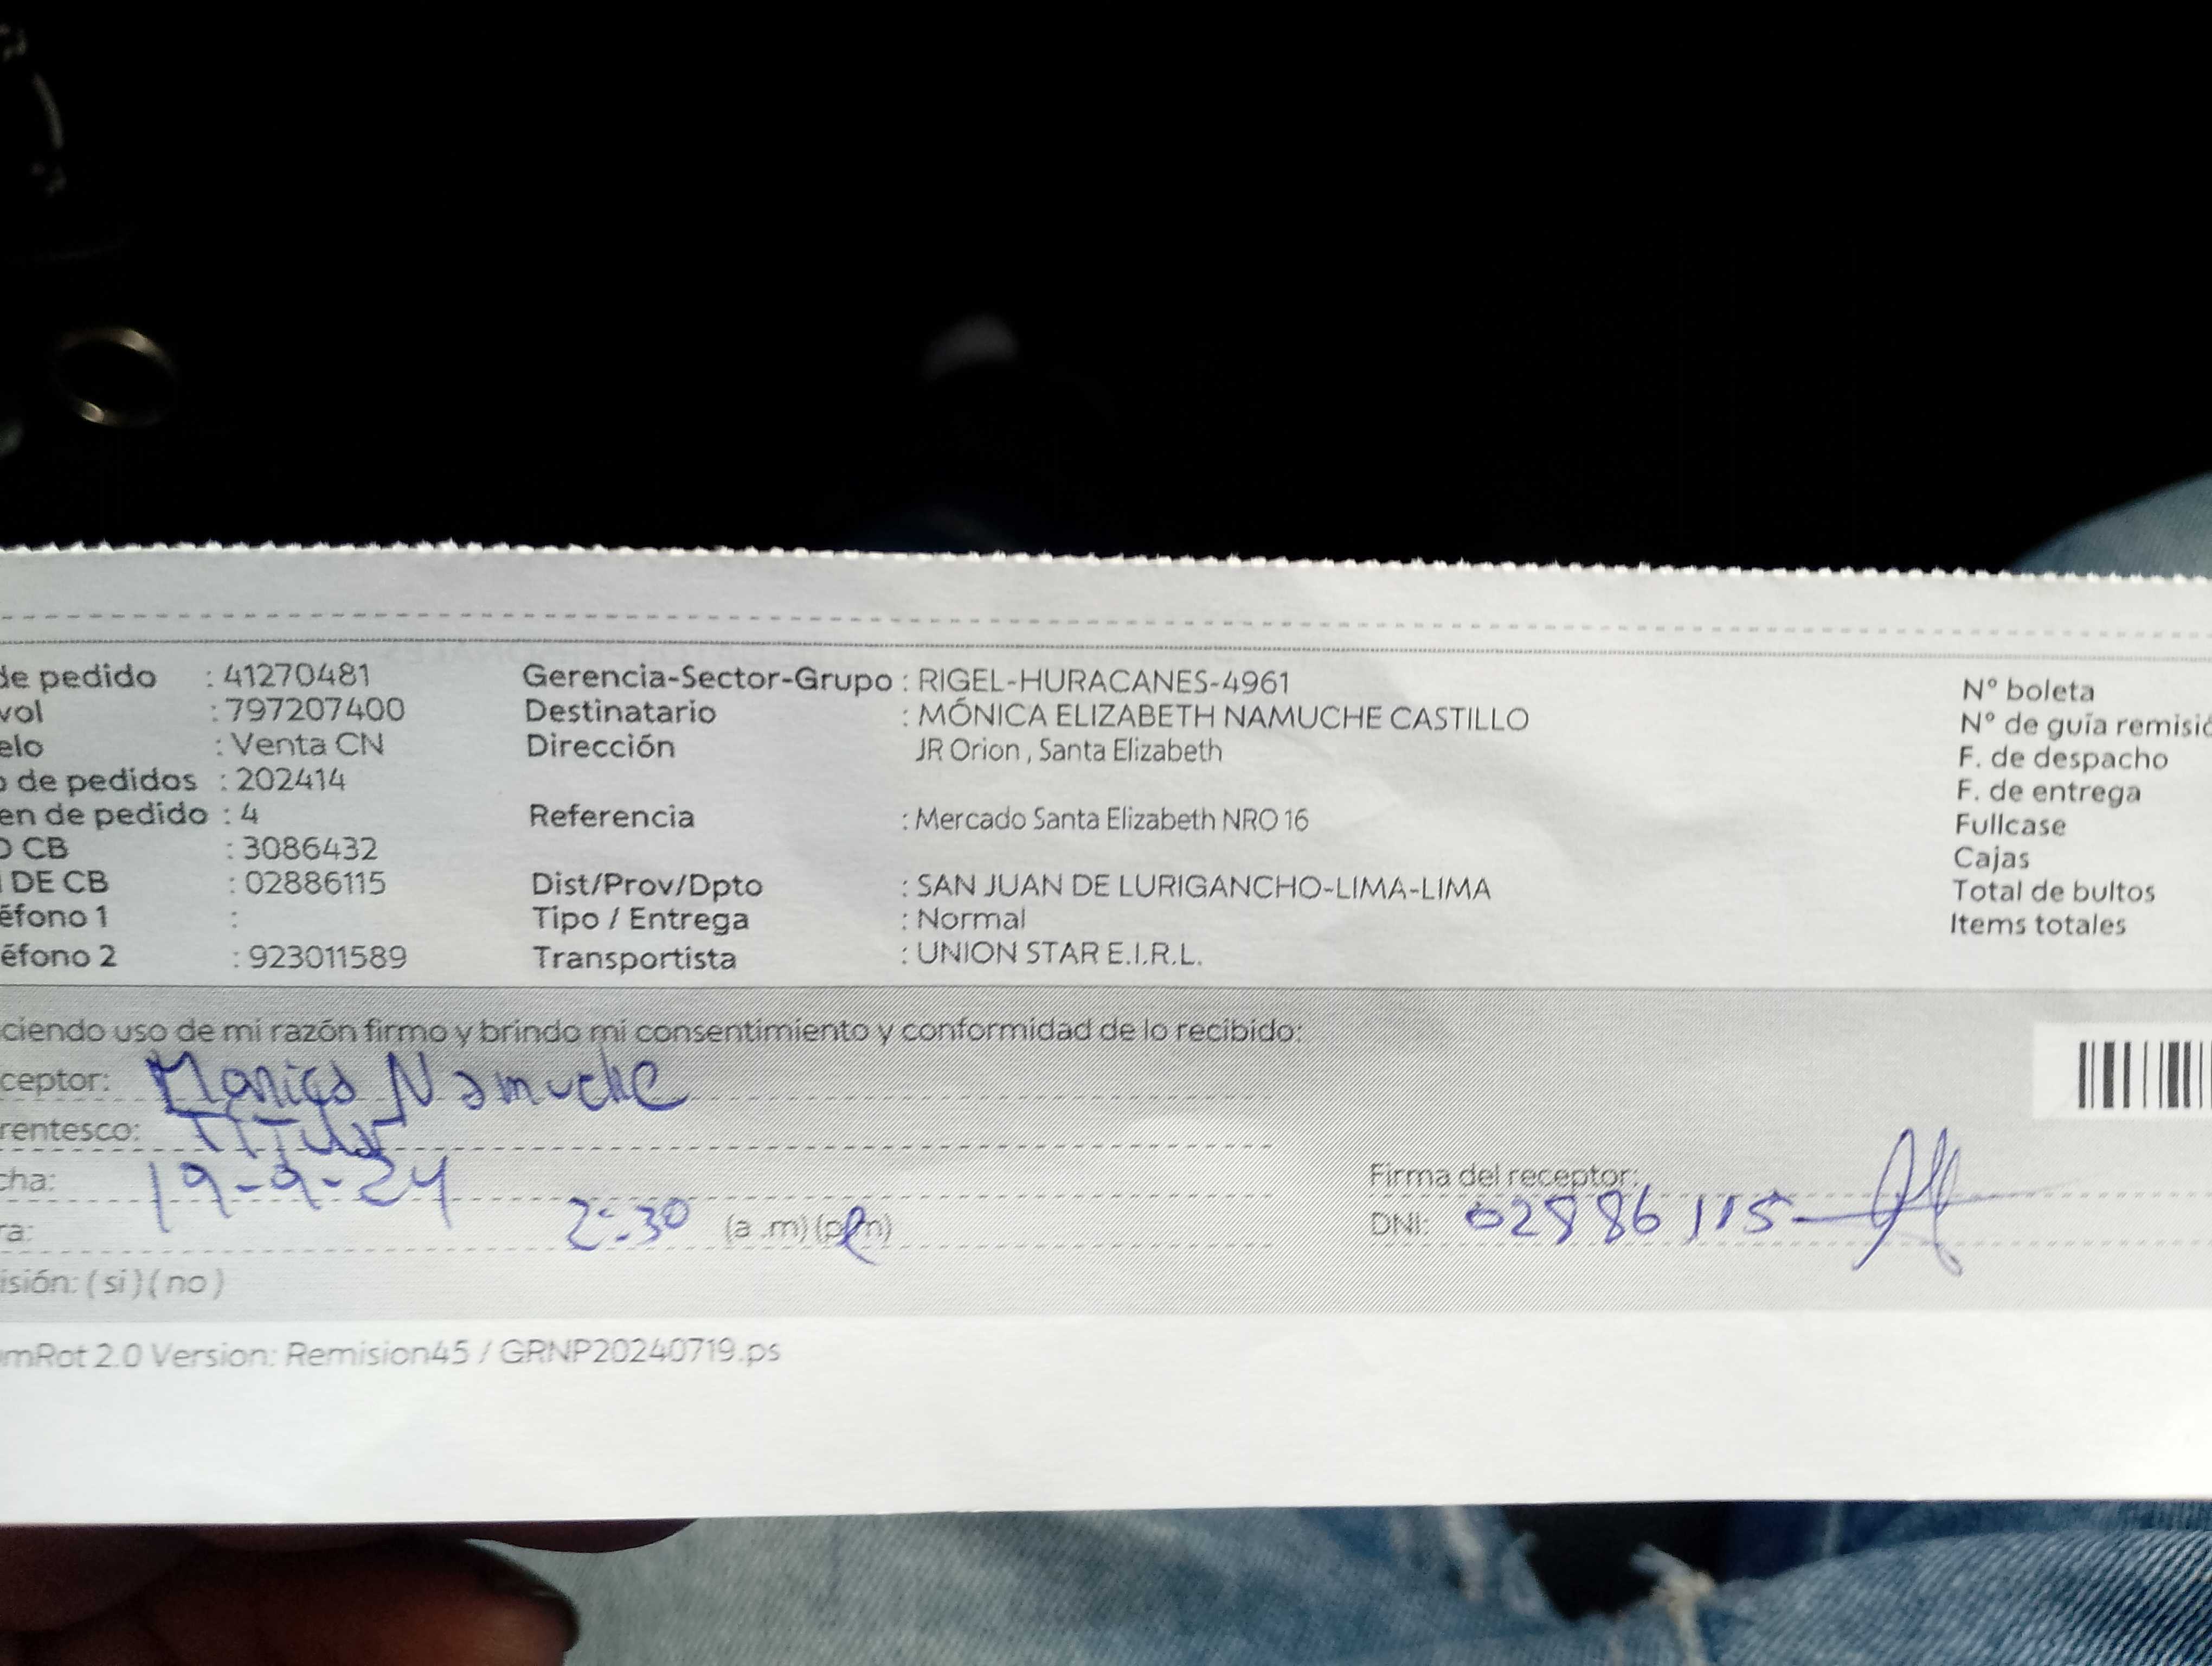 de pedido : 41270481 Gerencia-Sector-Grupo : RIGEL-HURACANES-4961 N° boleta
vol : 797207400 Destinatario : MÓNICA ELIZABETH NAMUCHE CASTILLO N° de guía remisió
elo : Venta CN Dirección JR Orion , Santa Elizabeth F. de despacho
o de pedidos : 202414 F. de entrega
en de pedido : 4 Referencia : Mercado Santa Elizabeth NRO 16 Fullcase
O CB : 3086432 Cajas
I DE CB : 02886115 Dist/Prov/Dpto : SAN JUAN DE LURIGANCHO-LIMA-LIMA Total de bultos
éfono 1 : Tipo / Entrega : Normal Items totales
éfono 2 : 923011589 Transportista : UNION STAR E.I.R.L.
ciendo uso de mi razón firmo y brindo mi consentimiento y conformidad de lo recibido:
ceptor: Monica Namuche
rentesco: TiTular
cha: 19-9-24 Firma del receptor:
ra: 2:30 (a .m) (p.m) DNI: 02886115
isión: ( si ) ( no )
omRot 2.0 Version: Remision45 / GRNP20240719.ps